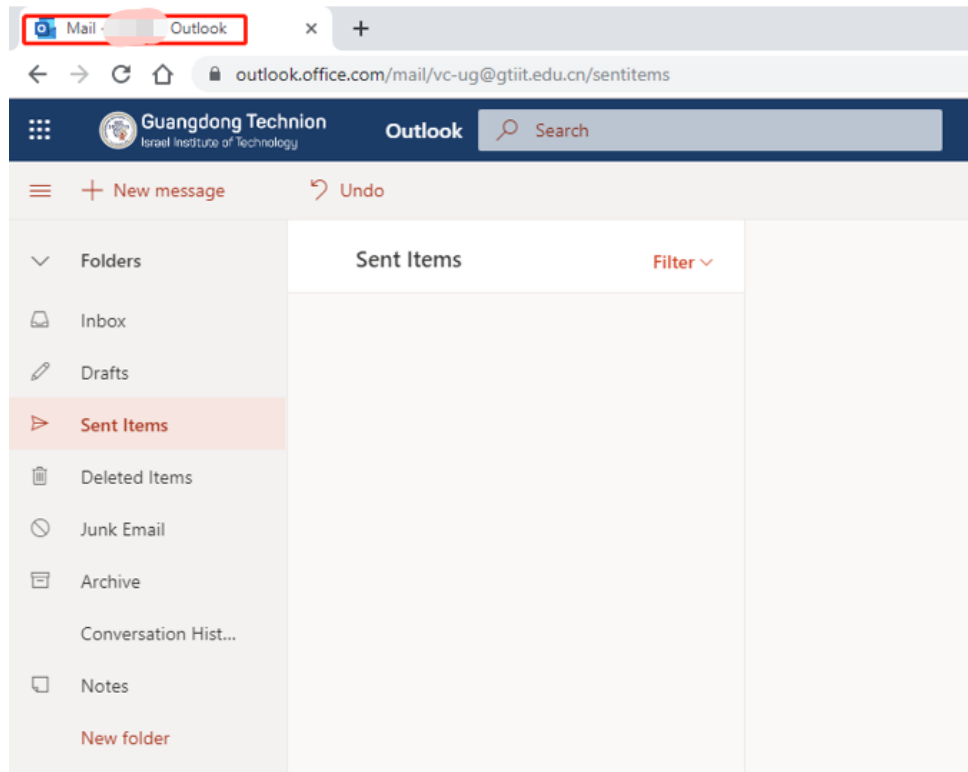 Mail - Outlook
outlook.office.com/mail/vc-ug@gtiit.edu.cn/sentitems
Guangdong Technion
Israel Institute of Technology
Outlook
Search
New message
Undo
Folders
Sent Items
Filter
Inbox
Drafts
Sent Items
Deleted Items
Junk Email
Archive
Conversation Hist...
Notes
New folder